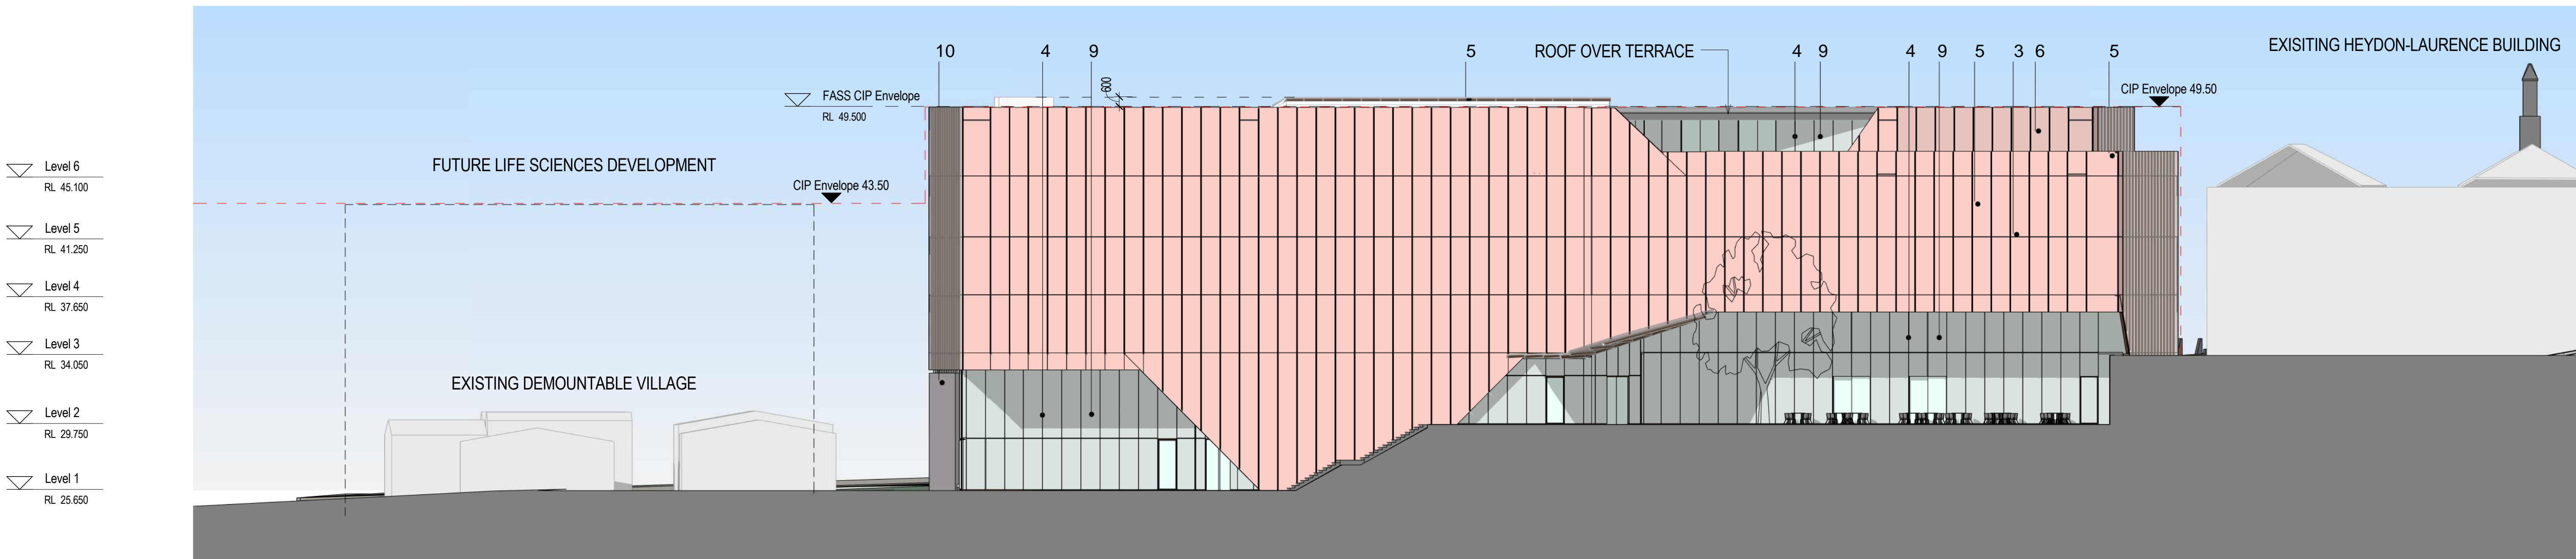 EXISITING HEYDON-LAURENCE BUILDING
10 4 9 5 ROOF OVER TERRACE 4 9 4 9 5 3 6 5
600
FASS CIP Envelope
RL 49.500
CIP Envelope 49.50
FUTURE LIFE SCIENCES DEVELOPMENT
CIP Envelope 43.50
Level 6
RL 45.100
Level 5
RL 41.250
Level 4
RL 37.650
Level 3
RL 34.050
EXISTING DEMOUNTABLE VILLAGE
Level 2
RL 29.750
Level 1
RL 25.650